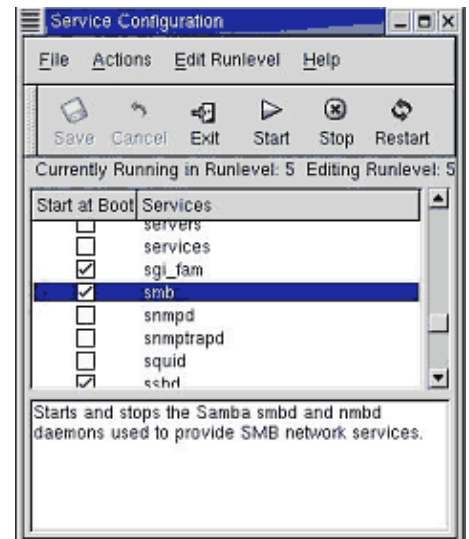 Service Configuration
File Actions Edit Runlevel Help
Save Cancel Exit Start Stop Restart
Currently Running in Runlevel: 5 Editing Runlevel: 5
Start at Boot Services
servers
services
sgi_fam
smb
snmpd
snmptrapd
squid
sshd
Starts and stops the Samba smbd and nmbd
daemons used to provide SMB network services.